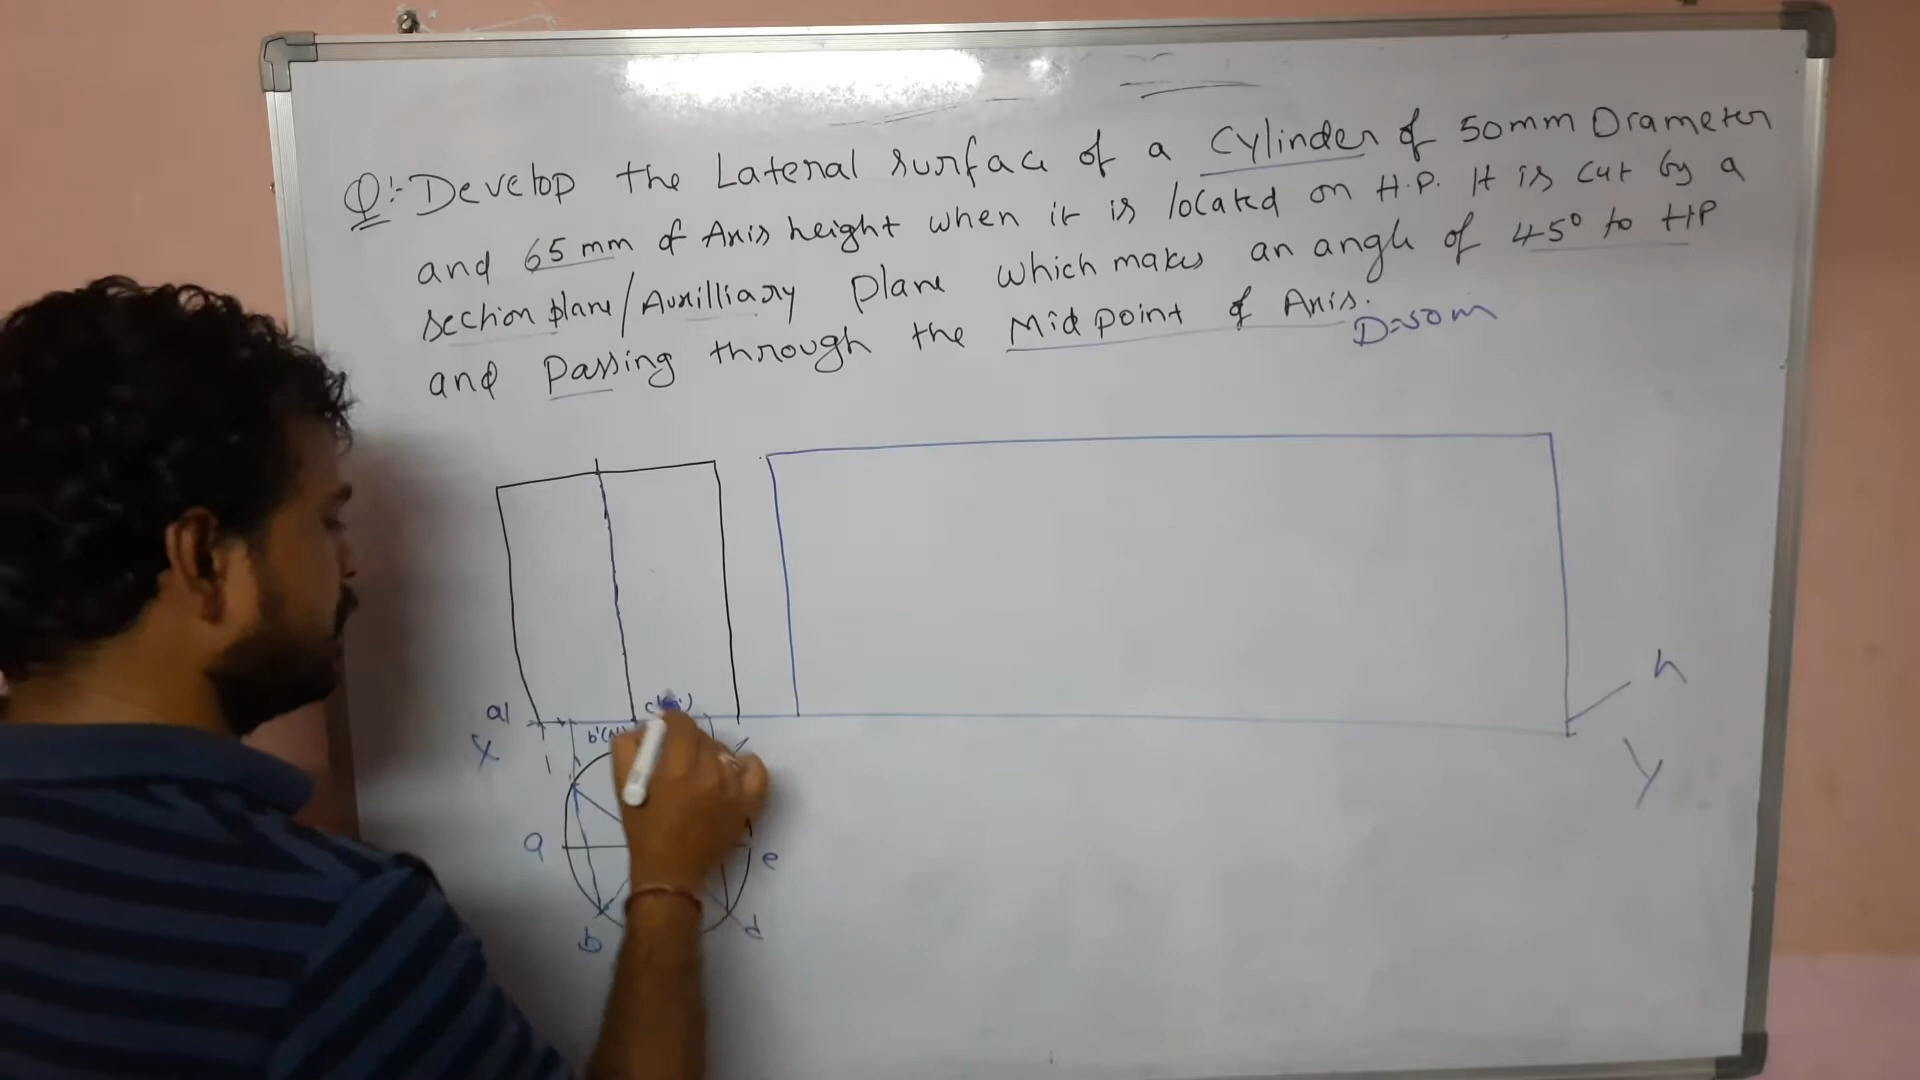 Q:- Develop the Lateral surface of a Cylinder of 50mm Diameter
and 65 mm of Axis height when it is located on H.P. It is cut by a
section plane/Auxilliary plane which makes an angle of 45° to HP
and Passing through the Midpoint of Axis.
D=50m
a'
X
b'
1
a
e
b
d
h
Y